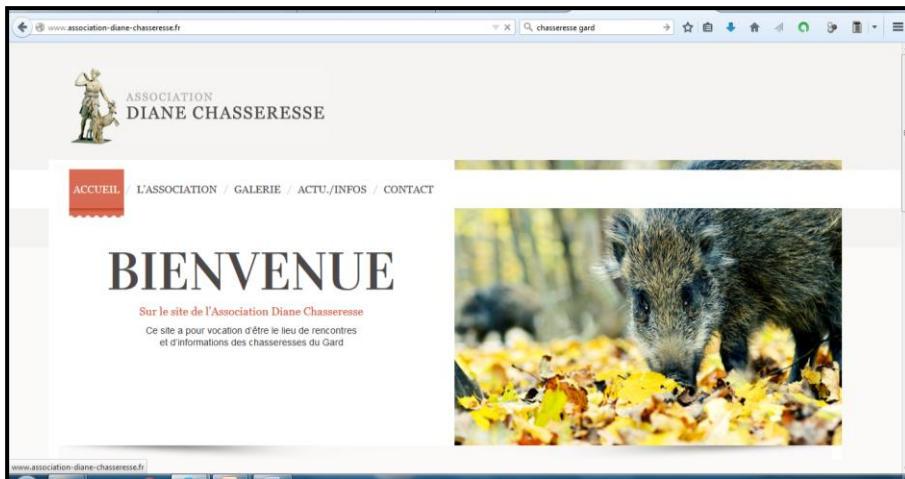 www.association-diane-chasseresse.fr
chasseresse gard
ASSOCIATION
DIANE CHASSERESSE
ACCUEIL / L'ASSOCIATION / GALERIE / ACTU./INFOS / CONTACT
BIENVENUE
Sur le site de l'Association Diane Chasseresse
Ce site a pour vocation d'être le lieu de rencontres
et d'informations des chasseresses du Gard
www.association-diane-chasseresse.fr